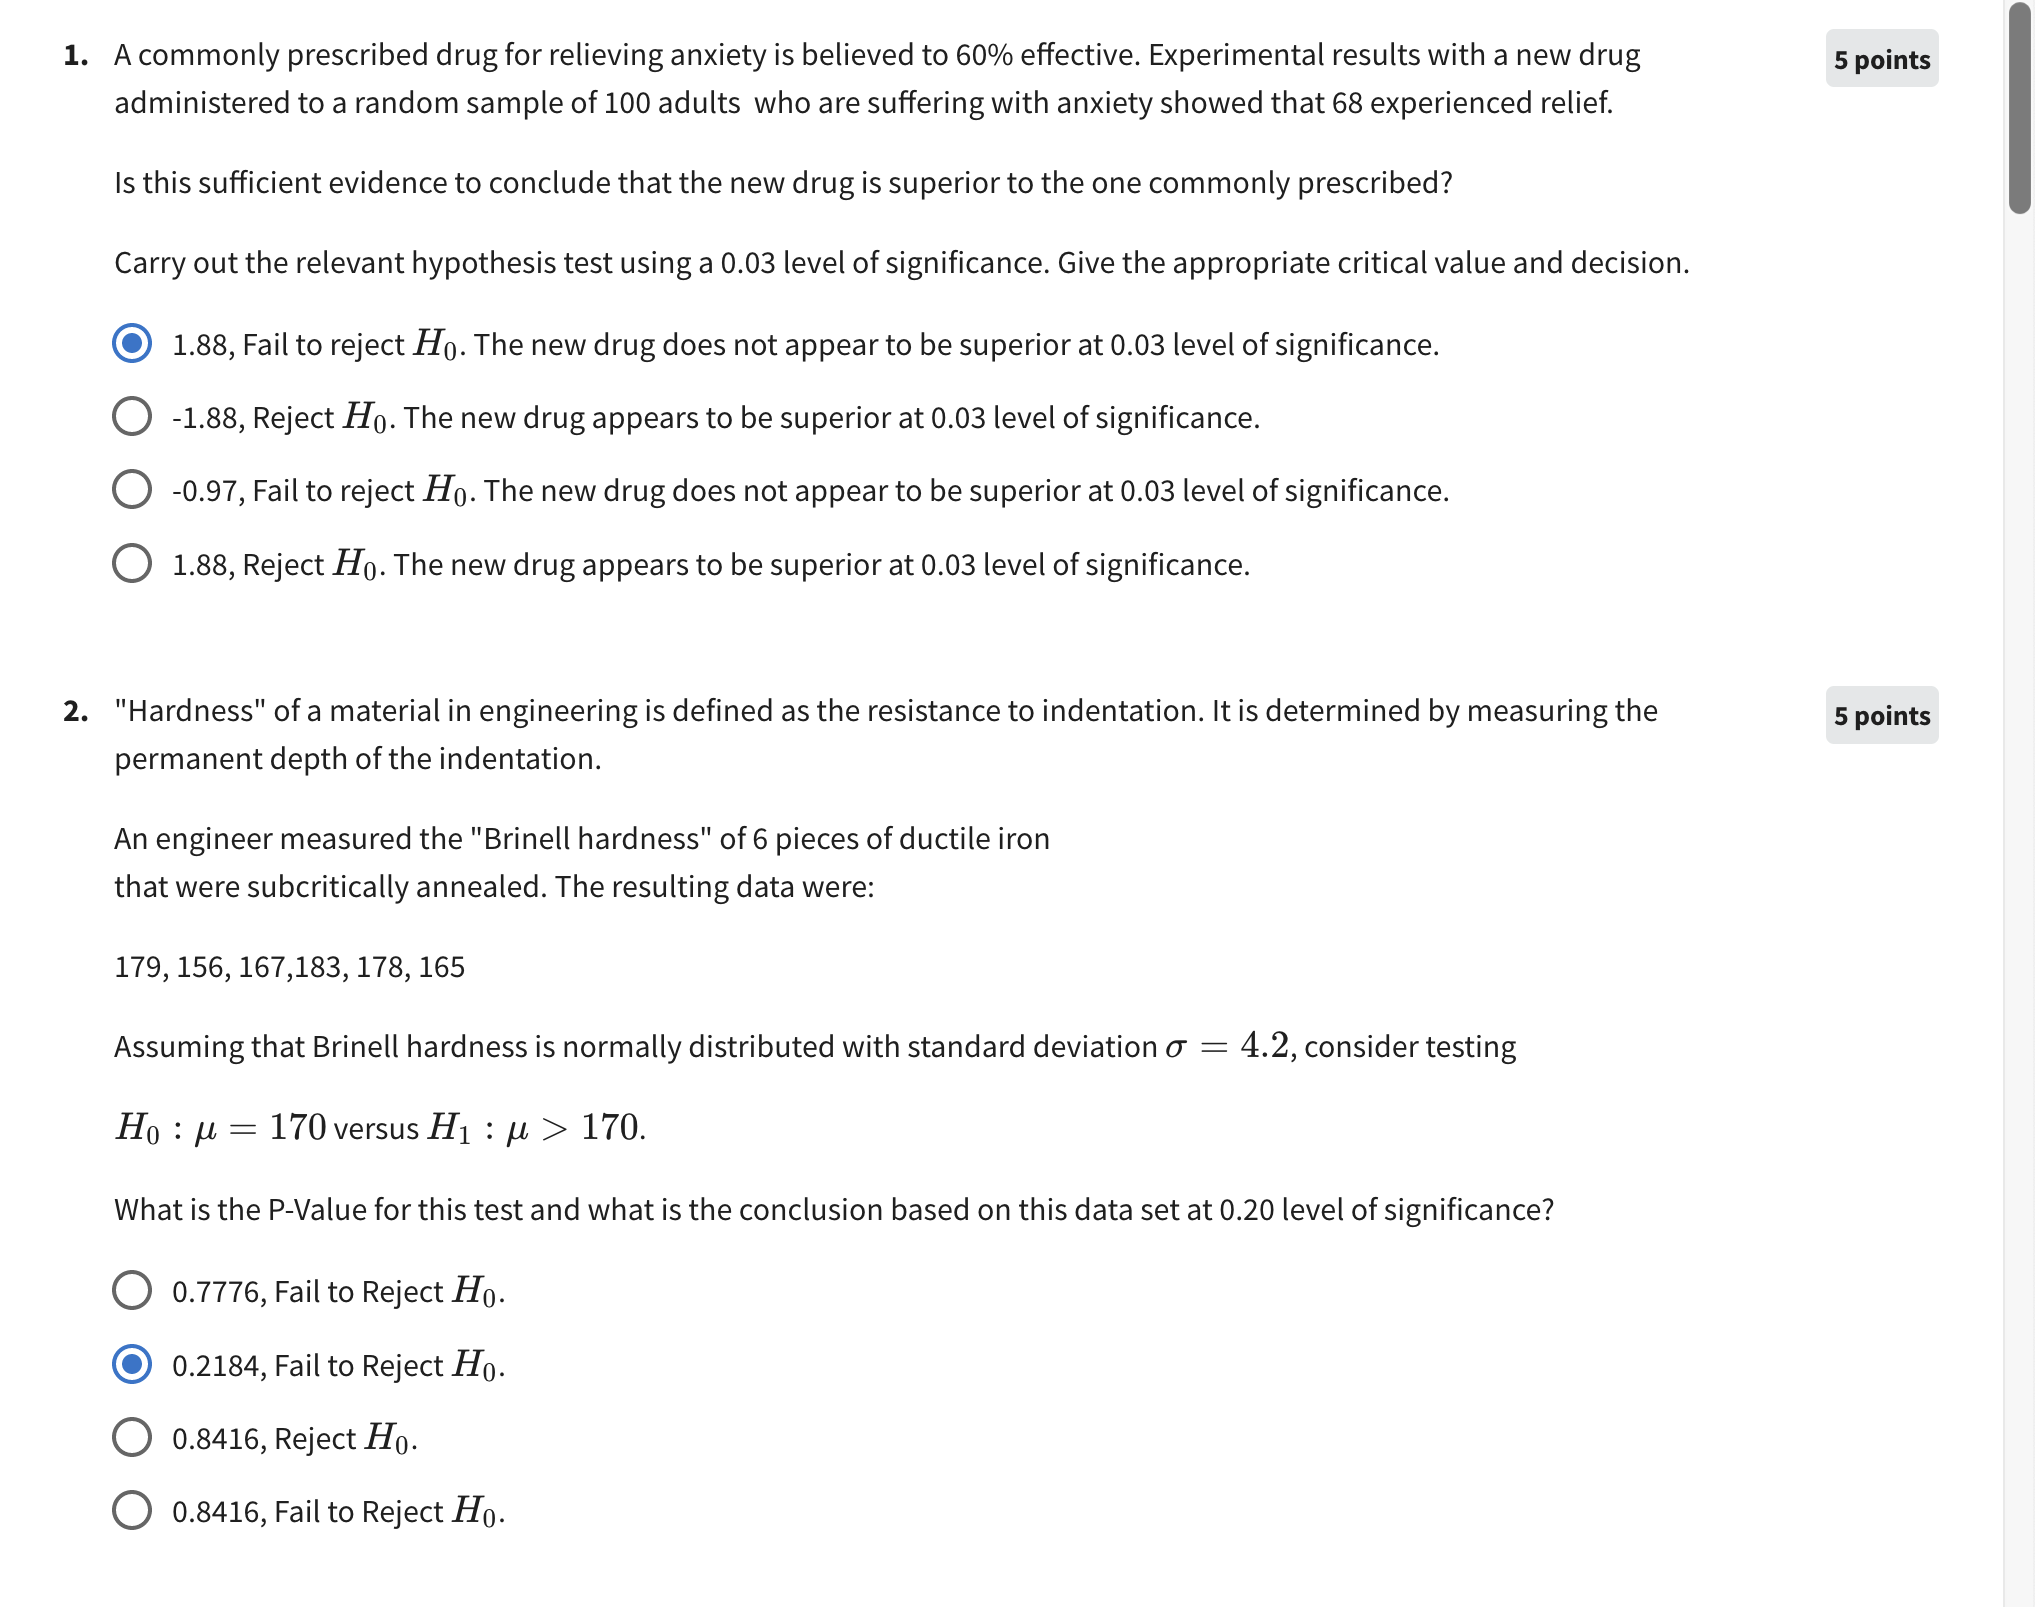 1. A commonly prescribed drug for relieving anxiety is believed to 60% effective. Experimental results with a new drug
5 points
administered to a random sample of 100 adults  who are suffering with anxiety showed that 68 experienced relief.
Is this sufficient evidence to conclude that the new drug is superior to the one commonly prescribed?
Carry out the relevant hypothesis test using a 0.03 level of significance. Give the appropriate critical value and decision.
1.88, Fail to reject H₀. The new drug does not appear to be superior at 0.03 level of significance.
-1.88, Reject H₀. The new drug appears to be superior at 0.03 level of significance.
-0.97, Fail to reject H₀. The new drug does not appear to be superior at 0.03 level of significance.
1.88, Reject H₀. The new drug appears to be superior at 0.03 level of significance.
2. "Hardness" of a material in engineering is defined as the resistance to indentation. It is determined by measuring the
5 points
permanent depth of the indentation.
An engineer measured the "Brinell hardness" of 6 pieces of ductile iron
that were subcritically annealed. The resulting data were:
179, 156, 167,183, 178, 165
Assuming that Brinell hardness is normally distributed with standard deviation σ = 4.2, consider testing
H₀ : μ = 170 versus H₁ : μ > 170.
What is the P-Value for this test and what is the conclusion based on this data set at 0.20 level of significance?
0.7776, Fail to Reject H₀.
0.2184, Fail to Reject H₀.
0.8416, Reject H₀.
0.8416, Fail to Reject H₀.